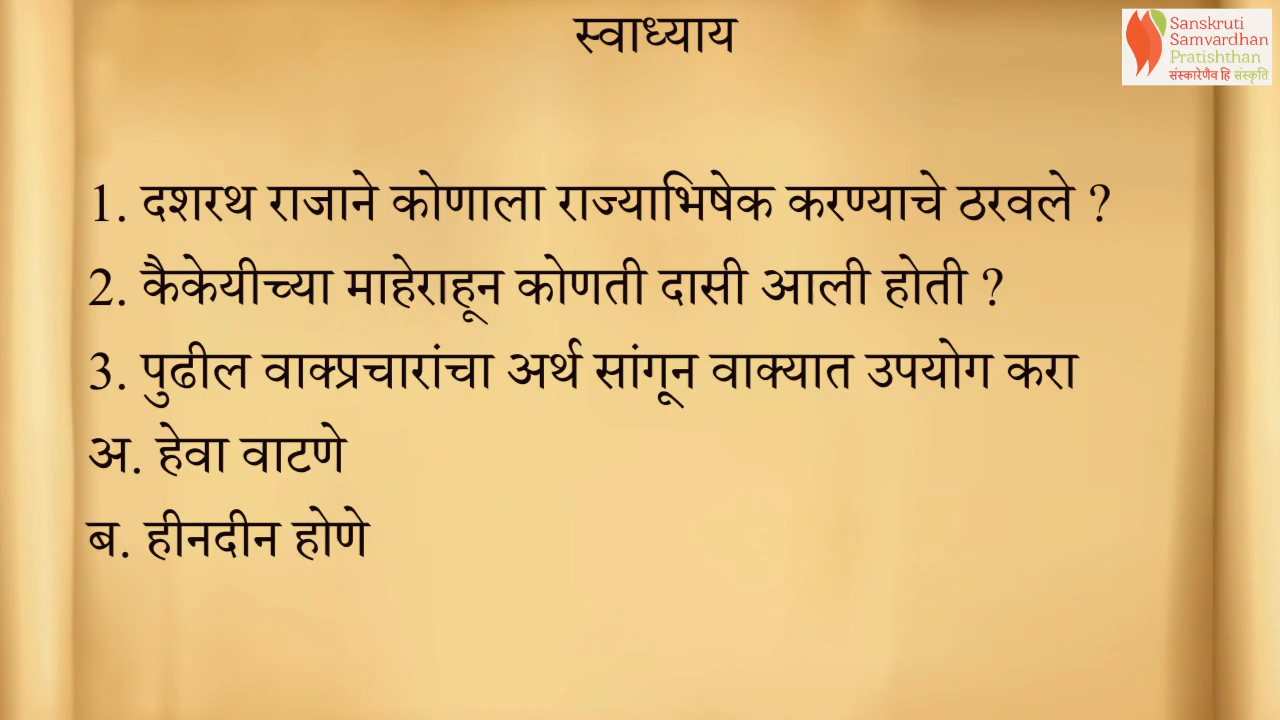 स्वाध्याय
Sanskruti
Samvardhan
Pratishthan
संस्कारेणैव हि संस्कृति
1. दशरथ राजाने कोणाला राज्याभिषेक करण्याचे ठरवले ?
2. कैकेयीच्या माहेराहून कोणती दासी आली होती ?
3. पुढील वाक्प्रचारांचा अर्थ सांगून वाक्यात उपयोग करा
अ. हेवा वाटणे
ब. हीनदीन होणे